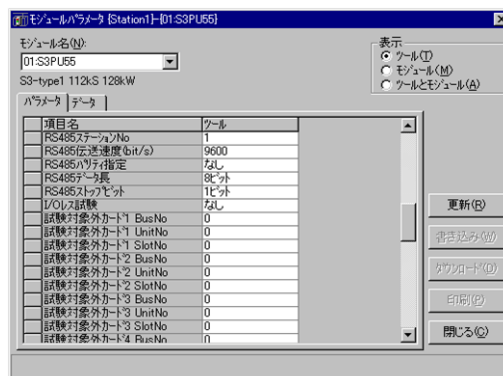 モジュールパラメータ {Station1}-{01:S3PU55}
モジュール名(N):
01:S3PU55
S3-type1 112kS 128kW
表示
ツール(T)
モジュール(M)
ツールとモジュール(A)
パラメータ データ
項目名 ツール
RS485ステーションNo 1
RS485伝送速度(bit/s) 9600
RS485パリティ指定 なし
RS485データ長 8ビット
RS485ストップビット 1ビット
I/Oレス試験 なし
試験対象外カード1 BusNo 0
試験対象外カード1 UnitNo 0
試験対象外カード1 SlotNo 0
試験対象外カード2 BusNo 0
試験対象外カード2 UnitNo 0
試験対象外カード2 SlotNo 0
試験対象外カード3 BusNo 0
試験対象外カード3 UnitNo 0
試験対象外カード3 SlotNo 0
試験対象外カード4 BusNo 0
更新(R)
書き込み(W)
ダウンロード(D)
印刷(P)
閉じる(C)